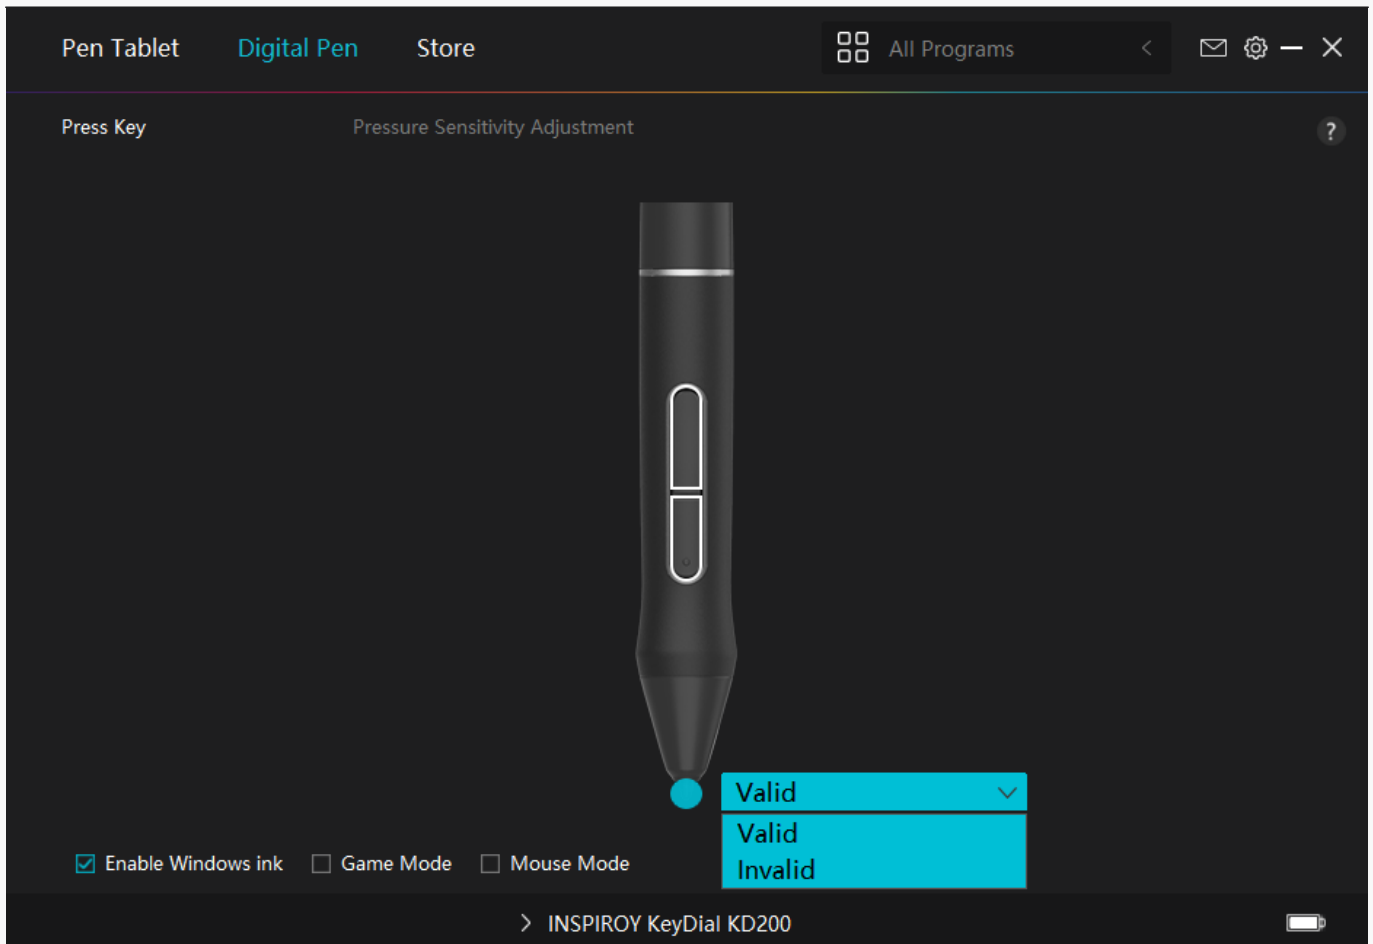 Pen Tablet Digital Pen Store All Programs
Press Key Pressure Sensitivity Adjustment ?
Valid
Valid
Invalid
Enable Windows ink Game Mode Mouse Mode
INSPIROY KeyDial KD200